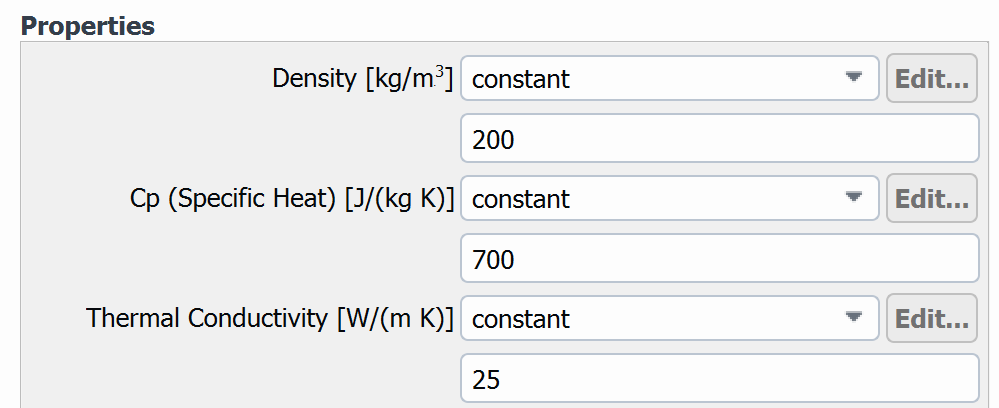 Properties
Density [kg/m³] constant Edit...
200
Cp (Specific Heat) [J/(kg K)] constant Edit...
700
Thermal Conductivity [W/(m K)] constant Edit...
25